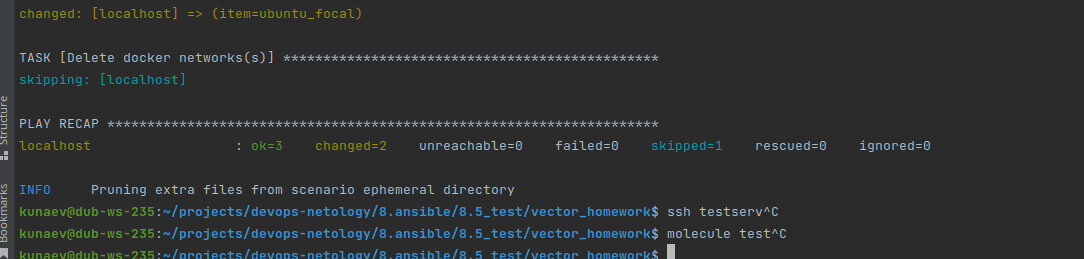 changed: [localhost] => (item=ubuntu_focal)
TASK [Delete docker networks(s)] ***********************************************
skipping: [localhost]
PLAY RECAP *********************************************************************
localhost                  : ok=3    changed=2    unreachable=0    failed=0    skipped=1    rescued=0    ignored=0
INFO     Pruning extra files from scenario ephemeral directory
kunaev@dub-ws-235:~/projects/devops-netology/8.ansible/8.5_test/vector_homework$ ssh testserv^C
kunaev@dub-ws-235:~/projects/devops-netology/8.ansible/8.5_test/vector_homework$ molecule test^C
kunaev@dub-ws-235:~/projects/devops-netology/8.ansible/8.5_test/vector_homework$
Structure
Bookmarks